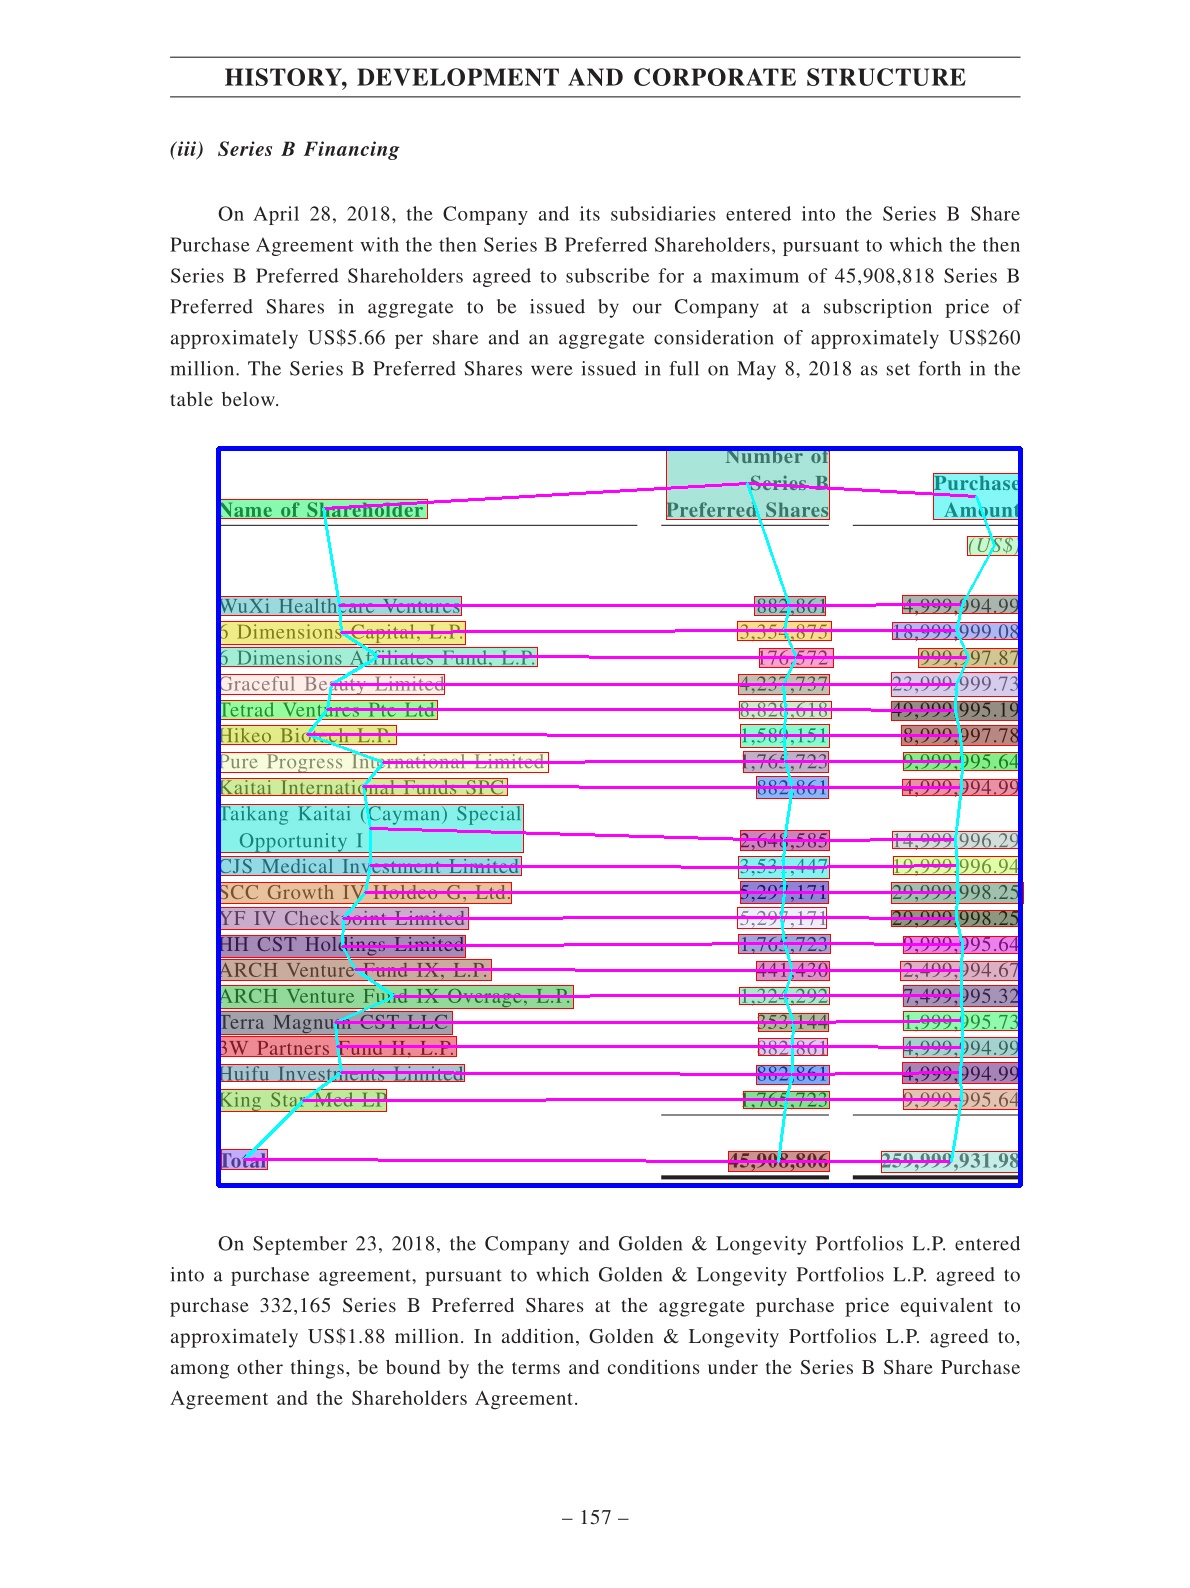 HISTORY, DEVELOPMENT AND CORPORATE STRUCTURE
(iii) Series B Financing
On April 28, 2018, the Company and its subsidiaries entered into the Series B Share
Purchase Agreement with the then Series B Preferred Shareholders, pursuant to which the then
Series B Preferred Shareholders agreed to subscribe for a maximum of 45,908,818 Series B
Preferred Shares in aggregate to be issued by our Company at a subscription price of
approximately US$5.66 per share and an aggregate consideration of approximately US$260
million. The Series B Preferred Shares were issued in full on May 8, 2018 as set forth in the
table below.
Number of
Series B Purchase
Name of Shareholder Preferred Shares Amount
(US$)
WuXi Healthcare Ventures 882,861 4,999,994.99
6 Dimensions Capital, L.P. 3,354,875 18,999,999.08
6 Dimensions Affiliates Fund, L.P. 176,572 999,997.87
Graceful Beauty Limited 4,237,737 23,999,999.73
Tetrad Ventures Pte Ltd 8,828,618 49,999,995.19
Hikeo Biotech L.P. 1,589,151 8,999,997.78
Pure Progress International Limited 1,765,723 9,999,995.64
Kaitai International Funds SPC 882,861 4,999,994.99
Taikang Kaitai (Cayman) Special
Opportunity I 2,648,585 14,999,996.29
CJS Medical Investment Limited 3,531,447 19,999,996.94
SCC Growth IV Holdco G, Ltd. 5,297,171 29,999,998.25
YF IV Checkpoint Limited 5,297,171 29,999,998.25
HH CST Holdings Limited 1,765,723 9,999,995.64
ARCH Venture Fund IX, L.P. 441,430 2,499,994.67
ARCH Venture Fund IX Overage, L.P. 1,324,292 7,499,995.32
Terra Magnum CST LLC 353,144 1,999,995.73
3W Partners Fund II, L.P. 882,861 4,999,994.99
Huifu Investments Limited 882,861 4,999,994.99
King Star Med LP 1,765,723 9,999,995.64
Total 45,908,806 259,999,931.98
On September 23, 2018, the Company and Golden & Longevity Portfolios L.P. entered
into a purchase agreement, pursuant to which Golden & Longevity Portfolios L.P. agreed to
purchase 332,165 Series B Preferred Shares at the aggregate purchase price equivalent to
approximately US$1.88 million. In addition, Golden & Longevity Portfolios L.P. agreed to,
among other things, be bound by the terms and conditions under the Series B Share Purchase
Agreement and the Shareholders Agreement.
– 157 –